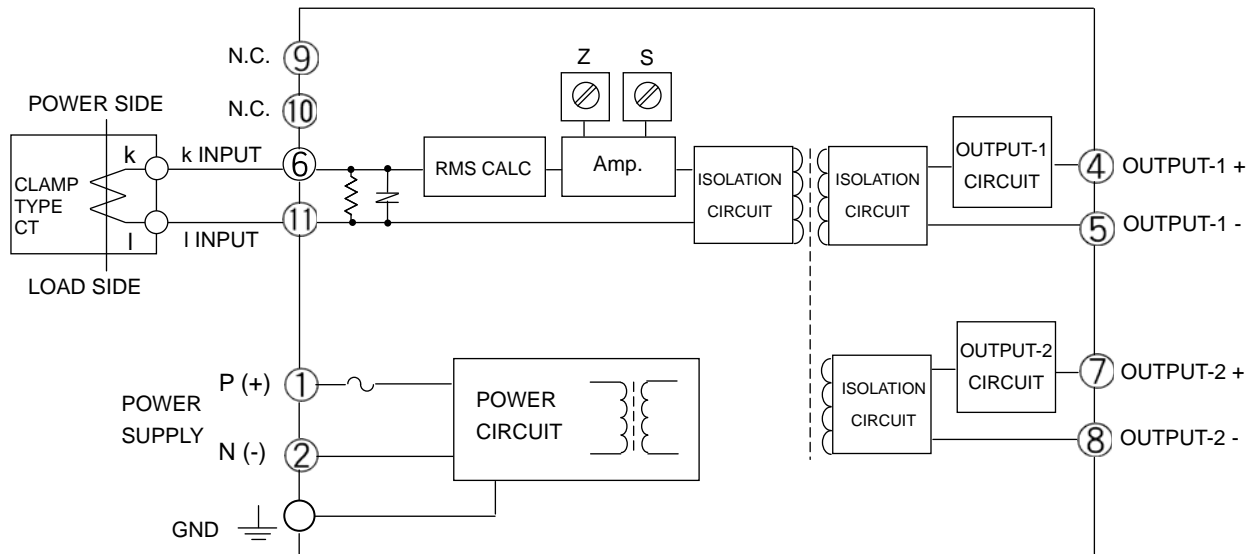 N.C. 9
N.C. 10
Z S
POWER SIDE
k k INPUT 6
CLAMP
TYPE
CT
l l INPUT 11
LOAD SIDE
RMS CALC
Amp.
ISOLATION
CIRCUIT
ISOLATION
CIRCUIT
OUTPUT-1
CIRCUIT
4 OUTPUT-1 +
5 OUTPUT-1 -
POWER
SUPPLY
P (+) 1
N (-) 2
GND
POWER
CIRCUIT
ISOLATION
CIRCUIT
OUTPUT-2
CIRCUIT
7 OUTPUT-2 +
8 OUTPUT-2 -